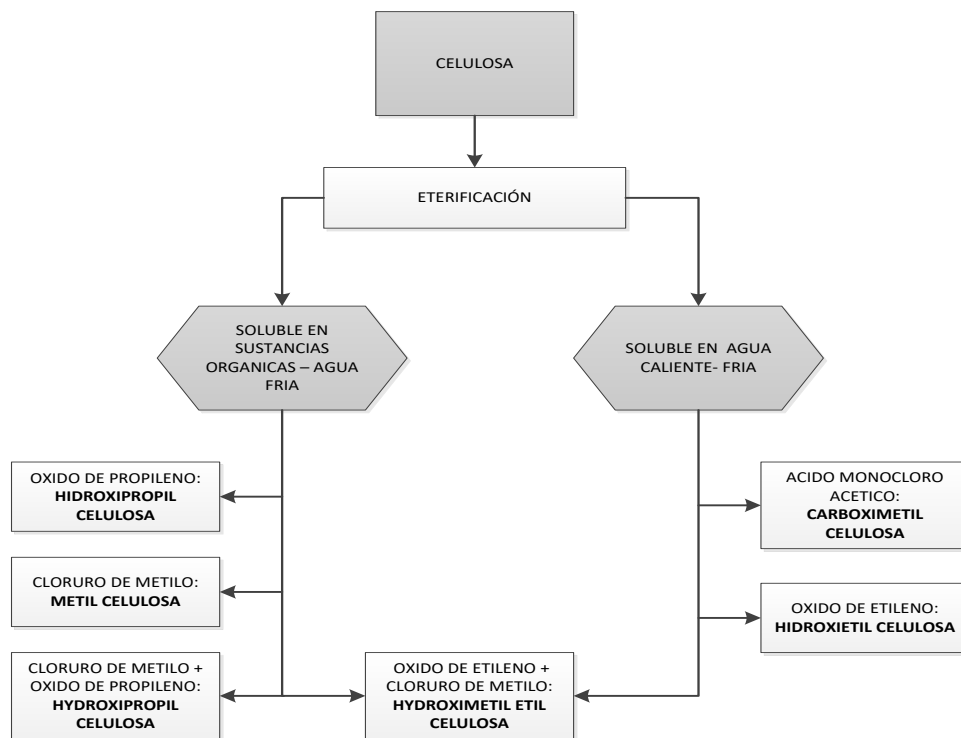 CELULOSA
ETERIFICACIÓN
SOLUBLE EN
SUSTANCIAS
ORGANICAS – AGUA
FRIA
SOLUBLE EN  AGUA
CALIENTE- FRIA
OXIDO DE PROPILENO:
HIDROXIPROPIL
CELULOSA
ACIDO MONOCLORO
ACETICO:
CARBOXIMETIL
CELULOSA
CLORURO DE METILO:
METIL CELULOSA
OXIDO DE ETILENO:
HIDROXIETIL CELULOSA
CLORURO DE METILO +
OXIDO DE PROPILENO:
HYDROXIPROPIL
CELULOSA
OXIDO DE ETILENO +
CLORURO DE METILO:
HYDROXIMETIL ETIL
CELULOSA